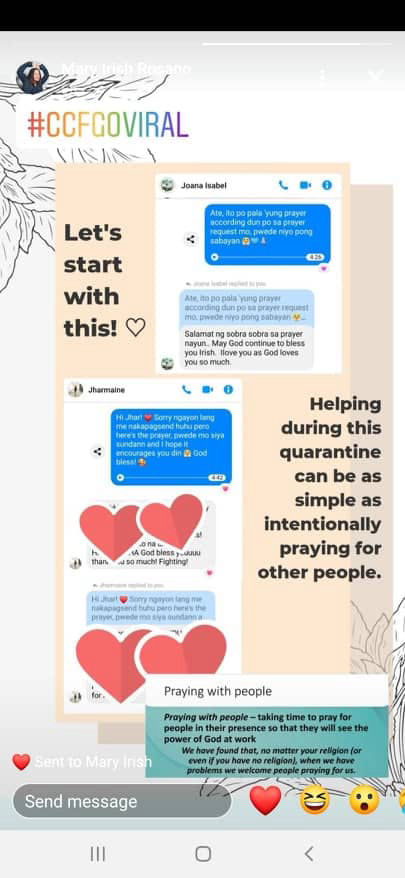 Mary Irish Rosano
#CCFGOVIRAL
Let's
start
with
this! ♡
Joana Isabel
Ate, ito po pala 'yung prayer
according dun po sa prayer
request mo, pwede niyo pong
sabayan
4:26
Joana Isabel replied to you
Ate, ito po pala 'yung prayer
according dun po sa prayer request
mo, pwede niyo pong sabayan
Salamat ng sobra sobra sa prayer
nayun.. May God continue to bless
you Irish. Ilove you as God loves
you so much.
Jharmaine
Hi Jhar! ❤ Sorry ngayon lang
me nakapagsend huhu pero
here's the prayer, pwede mo siya
sundann and I hope it
encourages you din God
bless!
4:42
God bless
so much! Fighting!
Jharmaine replied to you
Hi Jhar! ❤ Sorry ngayon lang me
nakapagsend huhu pero here's the
prayer, pwede mo siya sundann a
for
Helping
during this
quarantine
can be as
simple as
intentionally
praying for
other people.
Praying with people
Praying with people – taking time to pray for
people in their presence so that they will see the
power of God at work
We have found that, no matter your religion (or
even if you have no religion), when we have
problems we welcome people praying for us.
❤ Sent to Mary Irish
Send message